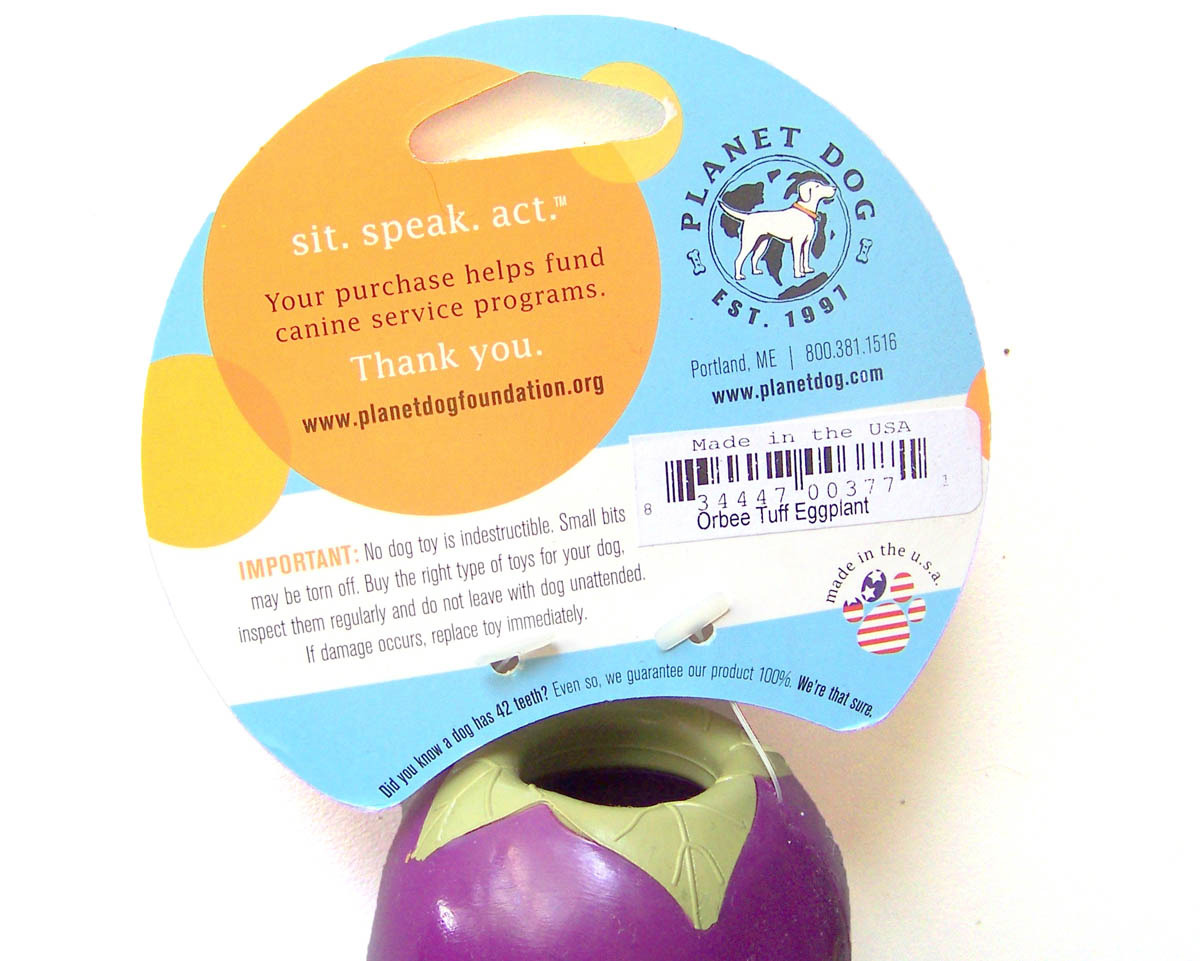 sit. speak. act.™
Your purchase helps fund
canine service programs.
Thank you.
www.planetdogfoundation.org
PLANET DOG
EST. 1997
Portland, ME | 800.381.1516
www.planetdog.com
Made in the USA
8 34447 00377 1
Orbee Tuff Eggplant
IMPORTANT: No dog toy is indestructible. Small bits
may be torn off. Buy the right type of toys for your dog,
inspect them regularly and do not leave with dog unattended.
If damage occurs, replace toy immediately.
made in the u.s.a.
Did you know a dog has 42 teeth? Even so, we guarantee our product 100%. We're that sure.